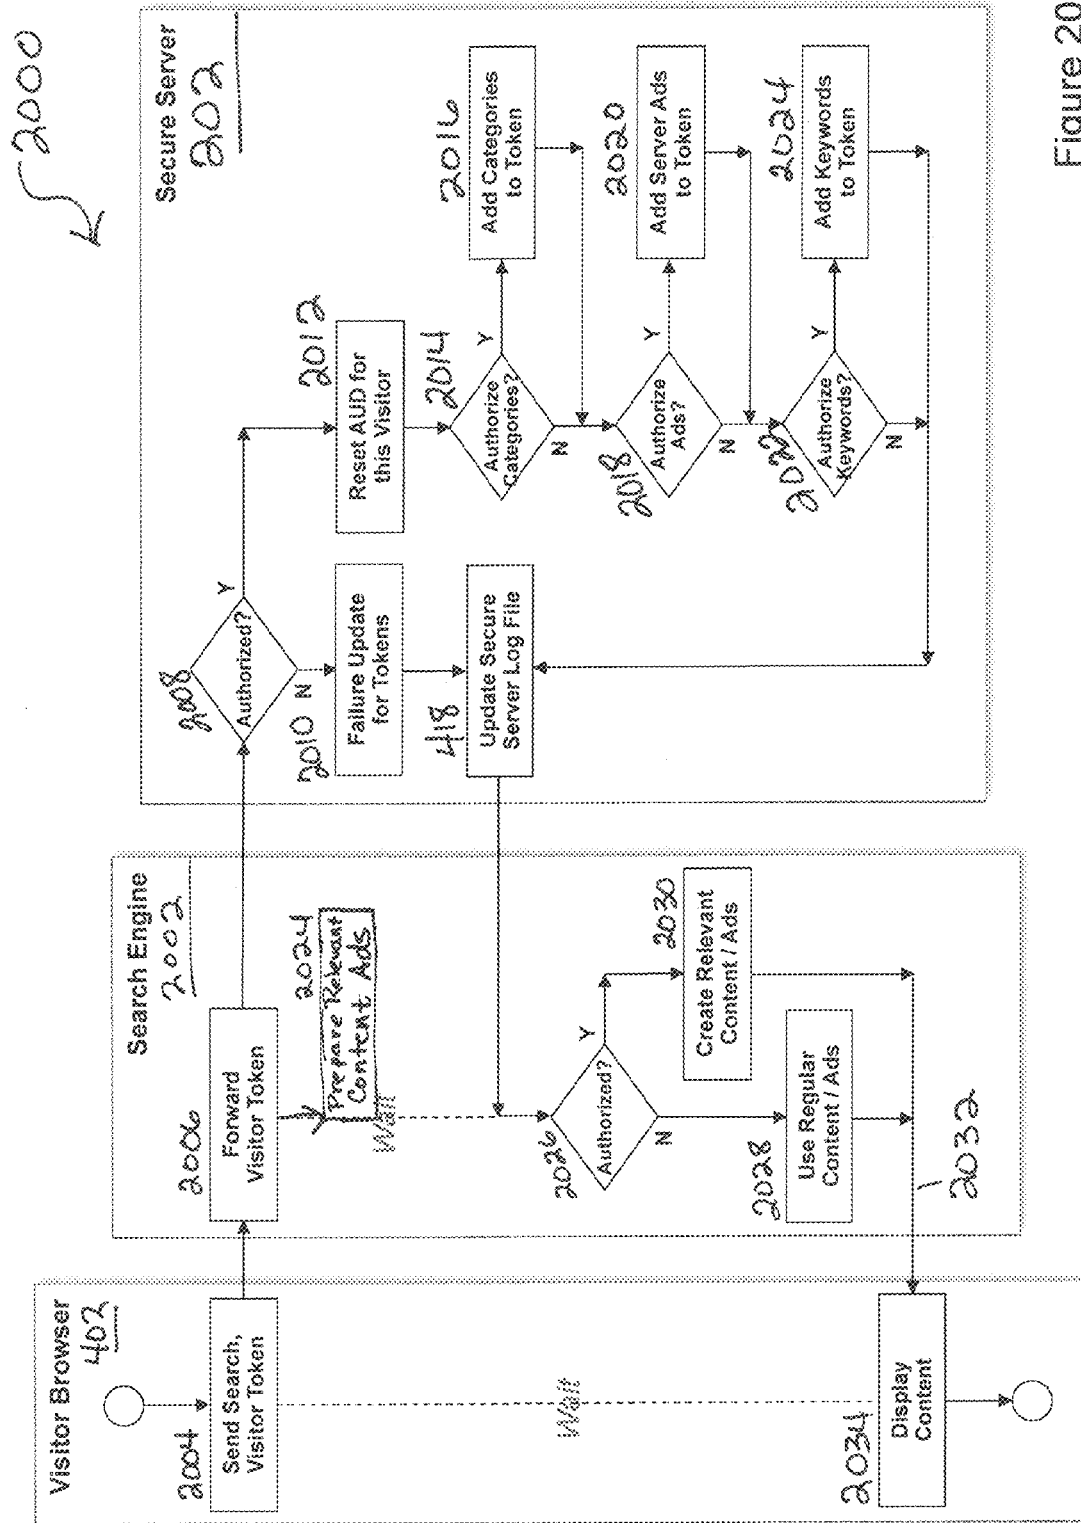 2000
Visitor Browser
402
2004
Send Search,
Visitor Token
Wait
2034
Display
Content
Search Engine
2002
2006
Forward
Visitor Token
2024
Prepare Relevant
Content Ads
Wait
2026
Authorized?
Y
N
2030
Create Relevant
Content / Ads
2028
Use Regular
Content / Ads
2032
Secure Server
202
2008
Authorized?
Y
N
2010
Failure Update
for Tokens
418
Update Secure
Server Log File
2012
Reset AUD for
this Visitor
2014
Authorize
Categories?
Y
N
2016
Add Categories
to Token
2018
Authorize
Ads?
Y
N
2020
Add Server Ads
to Token
2022
Authorize
Keywords?
Y
N
2024
Add Keywords
to Token
Figure 20